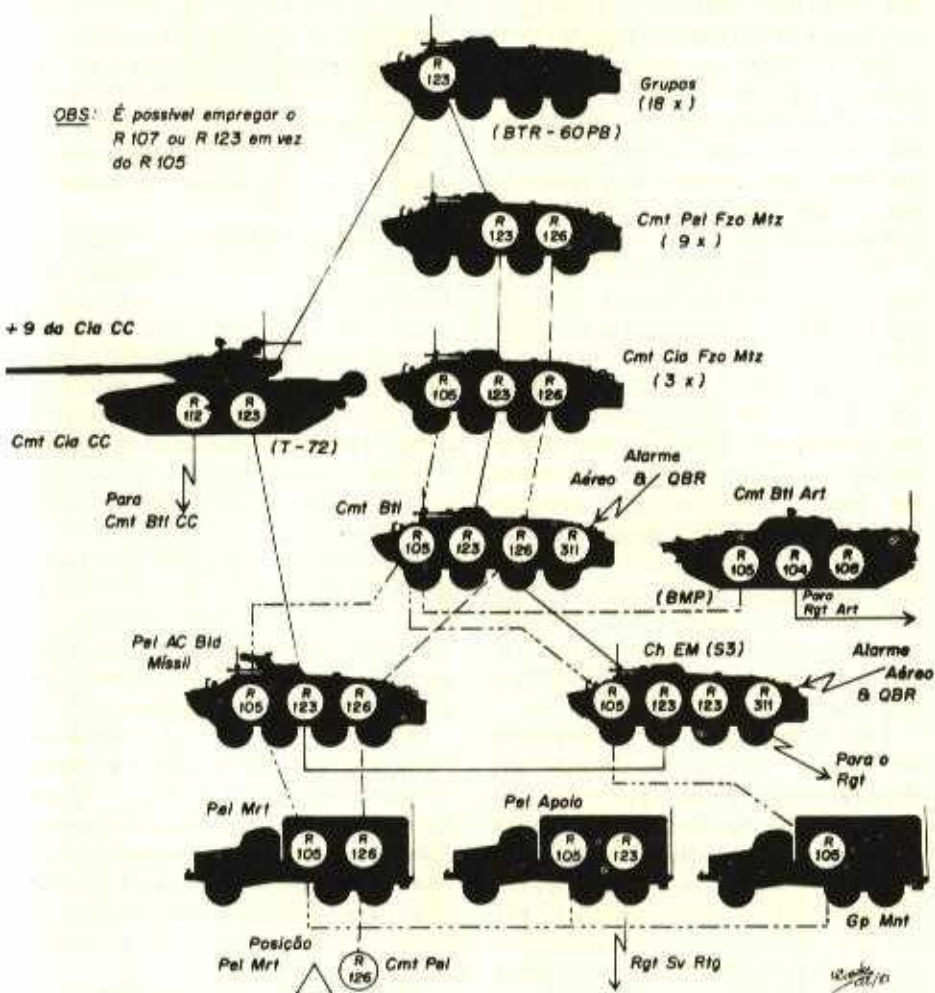 R
123
Grupos
(18 x)
(BTR - 60PB)
OBS: É possível empregar o
R 107 ou R 123 em vez
do R 105
R
123
R
126
Cmt Pel Fzo Mtz
( 9 x )
+ 9 da Cia CC
R
112
R
123
Cmt Cia CC
(T - 72)
Para
Cmt Btl CC
R
105
R
123
R
126
Cmt Cia Fzo Mtz
( 3 x )
Alarme
Aéreo & QBR
Cmt Btl
R
105
R
123
R
126
R
311
Cmt Btl Art
R
105
R
104
R
108
(BMP)
Para
Rgt Art
Pel AC Bld
Míssil
R
105
R
123
R
126
Ch EM (S3)
R
105
R
123
R
123
R
311
Alarme
Aéreo
& QBR
Para o
Rgt
Pel Mrt
R
105
R
126
Pel Apoio
R
105
R
123
R
105
Gp Mnt
Posição
Pel Mrt
R
126
Cmt Pel
Rgt Sv Rtg